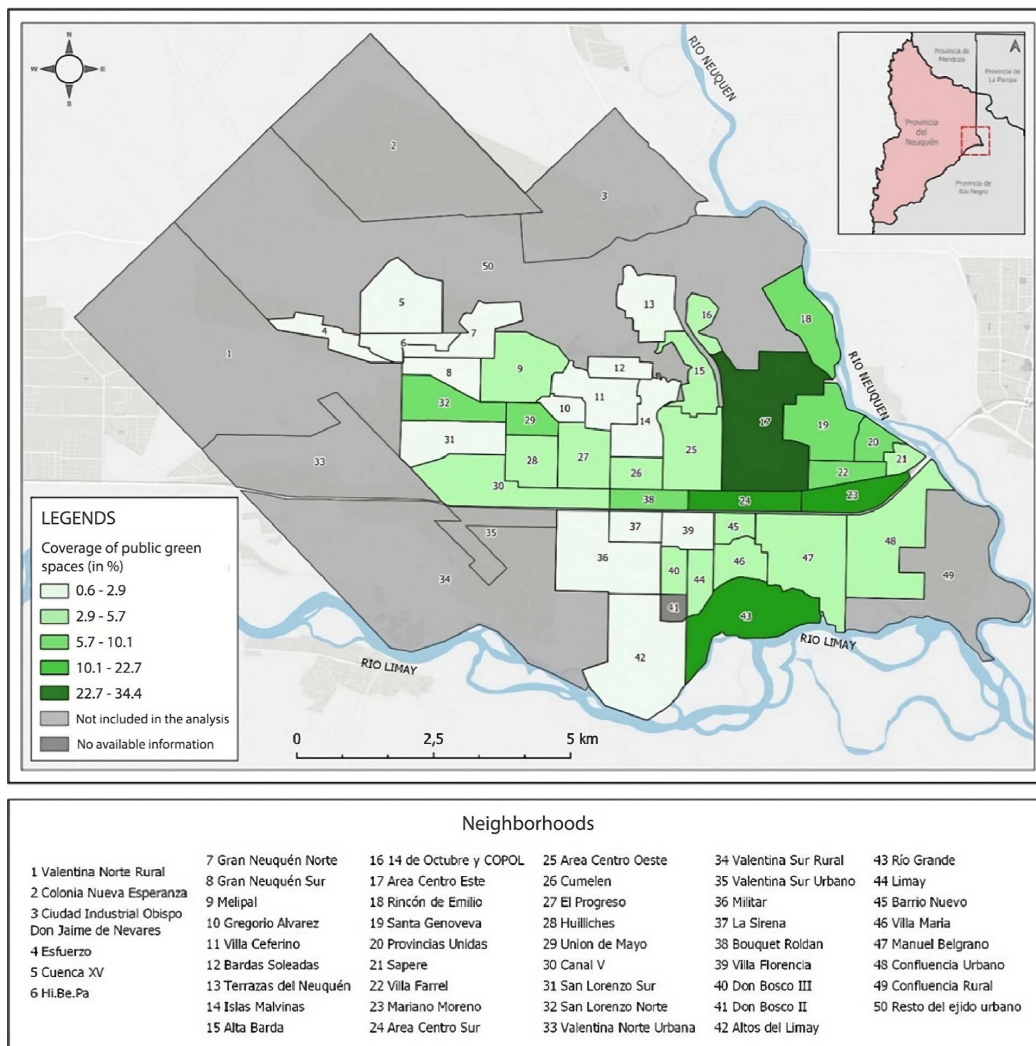 N
W
E
S
RIO NEUQUEN
Provincia de
Mendoza
Provincia de
La Pampa
Provincia
del
Neuquén
Provincia de
Río Negro
2
3
50
5
13
4
7
6
16
18
1
8
9
12
15
RIO NEUQUEN
32
11
10
29
14
17
19
20
31
28
27
25
21
33
26
22
30
38
24
23
35
37
39
45
36
40
44
46
47
48
34
41
43
49
42
RIO LIMAY
RIO LIMAY
LEGENDS
Coverage of public green
spaces (in %)
0.6 - 2.9
2.9 - 5.7
5.7 - 10.1
10.1 - 22.7
22.7 - 34.4
Not included in the analysis
No available information
0 2,5 5 km
Neighborhoods
1 Valentina Norte Rural
2 Colonia Nueva Esperanza
3 Ciudad Industrial Obispo
Don Jaime de Nevares
4 Esfuerzo
5 Cuenca XV
6 Hi.Be.Pa
7 Gran Neuquén Norte
8 Gran Neuquén Sur
9 Melipal
10 Gregorio Alvarez
11 Villa Ceferino
12 Bardas Soleadas
13 Terrazas del Neuquén
14 Islas Malvinas
15 Alta Barda
16 14 de Octubre y COPOL
17 Area Centro Este
18 Rincón de Emilio
19 Santa Genoveva
20 Provincias Unidas
21 Sapere
22 Villa Farrel
23 Mariano Moreno
24 Area Centro Sur
25 Area Centro Oeste
26 Cumelen
27 El Progreso
28 Huilliches
29 Union de Mayo
30 Canal V
31 San Lorenzo Sur
32 San Lorenzo Norte
33 Valentina Norte Urbana
34 Valentina Sur Rural
35 Valentina Sur Urbano
36 Militar
37 La Sirena
38 Bouquet Roldan
39 Villa Florencia
40 Don Bosco III
41 Don Bosco II
42 Altos del Limay
43 Río Grande
44 Limay
45 Barrio Nuevo
46 Villa Maria
47 Manuel Belgrano
48 Confluencia Urbano
49 Confluencia Rural
50 Resto del ejido urbano